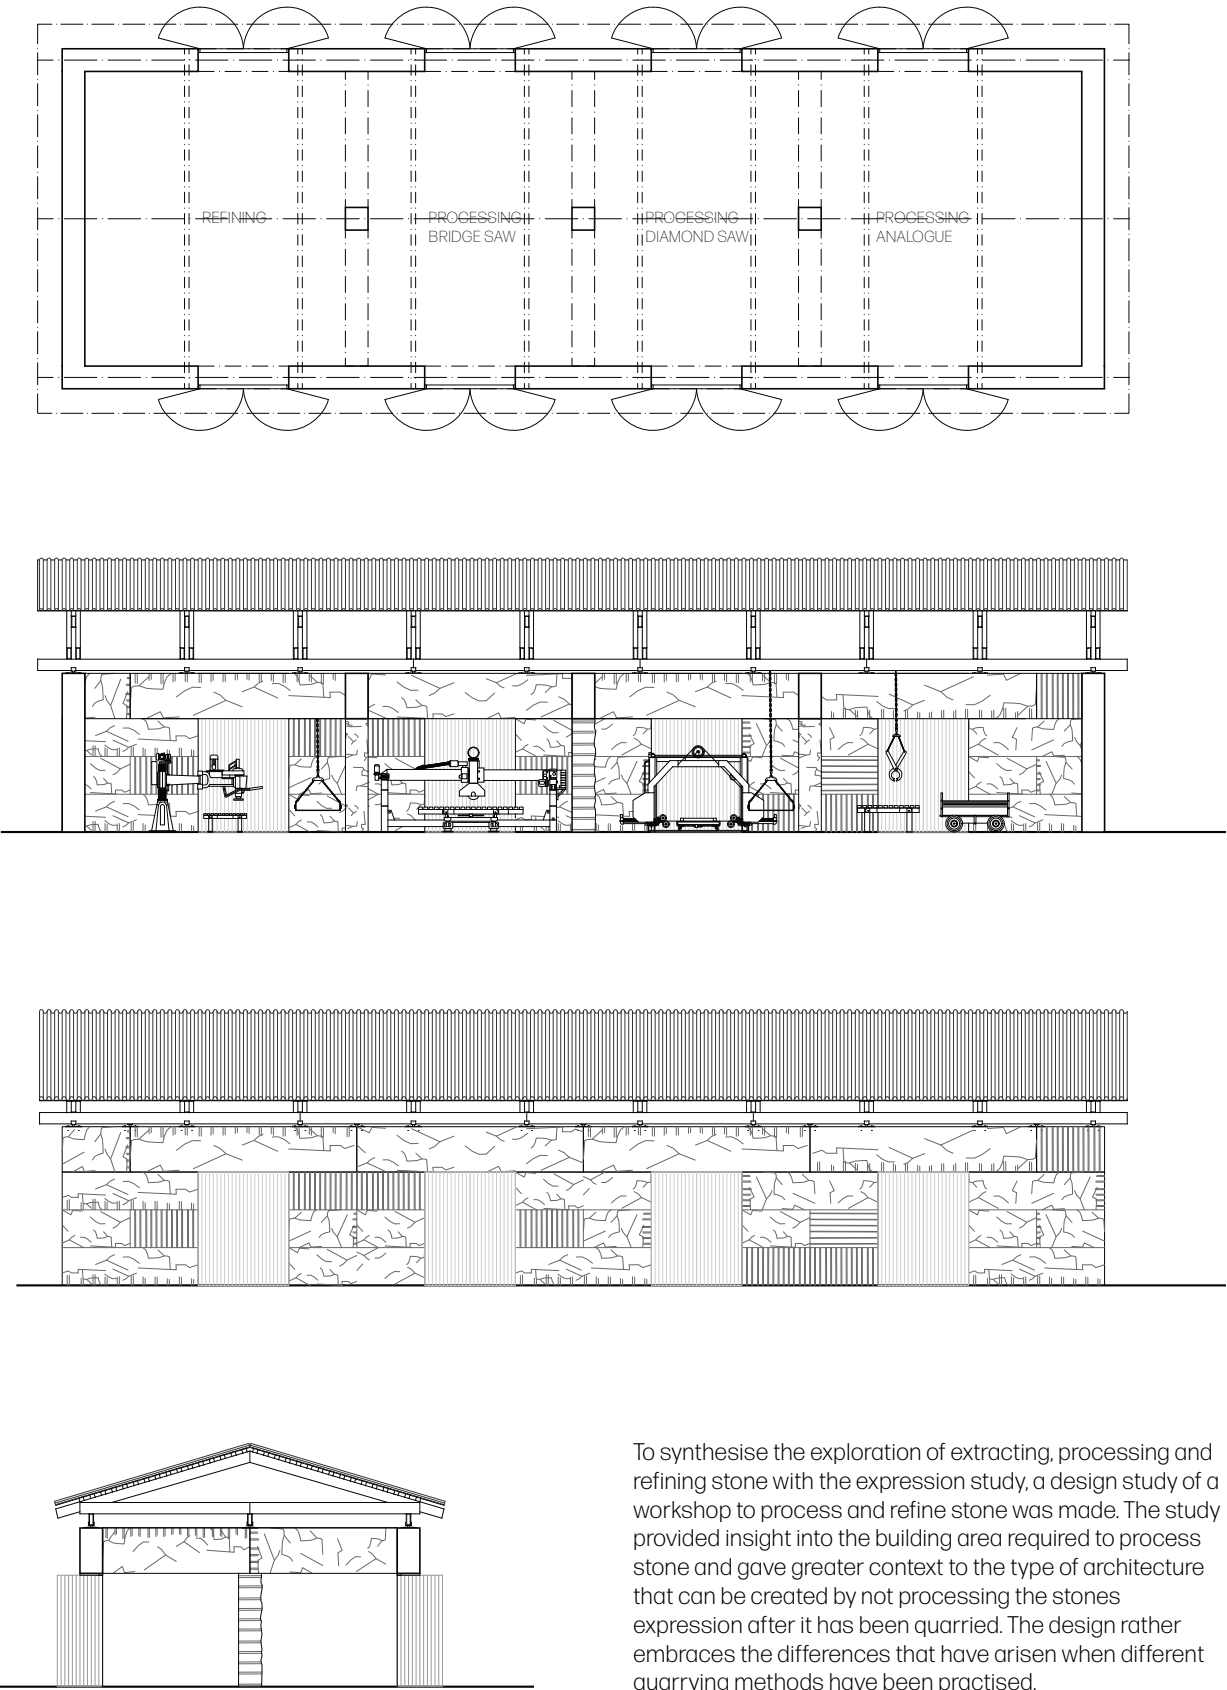 REFINING
PROCESSING
BRIDGE SAW
PROCESSING
DIAMOND SAW
PROCESSING
ANALOGUE
To synthesise the exploration of extracting, processing and
refining stone with the expression study, a design study of a
workshop to process and refine stone was made. The study
provided insight into the building area required to process
stone and gave greater context to the type of architecture
that can be created by not processing the stones
expression after it has been quarried. The design rather
embraces the differences that have arisen when different
quarrying methods have been practised.